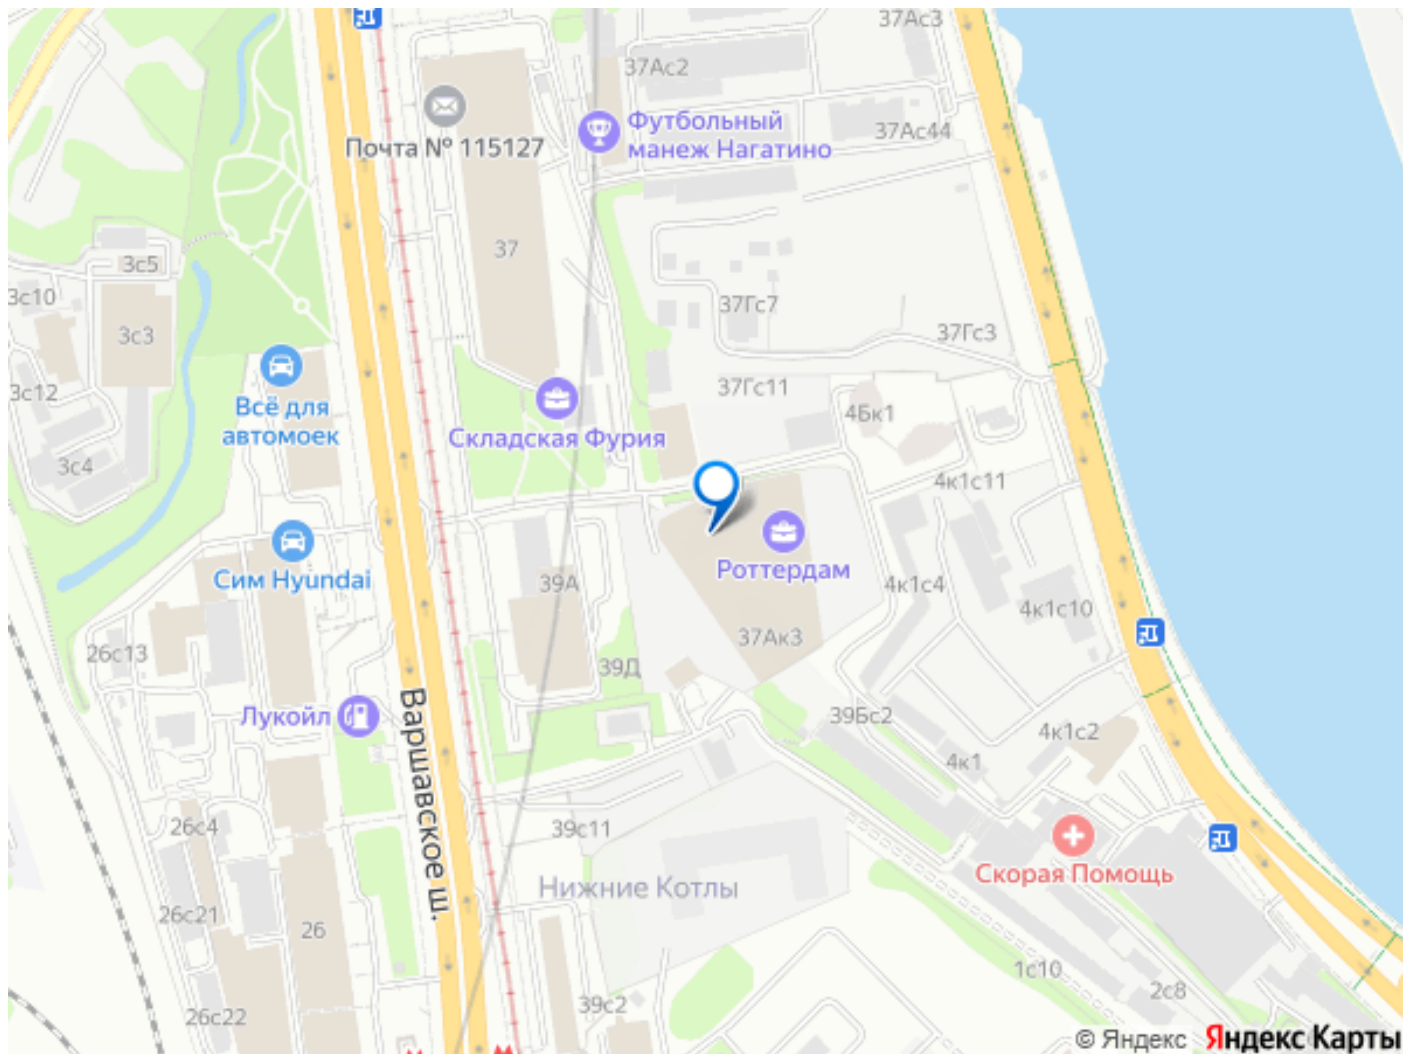 37Ас3
37Ас2
Футбольный
манеж Нагатино
37Ас44
Почта № 115127
37
3с5
3с10
3с3
37Гс7
37Гс3
3с12
Всё для
автомоек
37Гс11
4Бк1
Складская Фурия
3с4
4к1с11
Сим Hyundai
39А
Роттердам
4к1с4
4к1с10
37Ак3
26с13
39Д
Лукойл
Варшавское ш.
39Бс2
4к1с2
4к1
26с4
39с11
Скорая Помощь
Нижние Котлы
26с21
26
1с10
2с8
39с2
26с22
© Яндекс Яндекс Карты